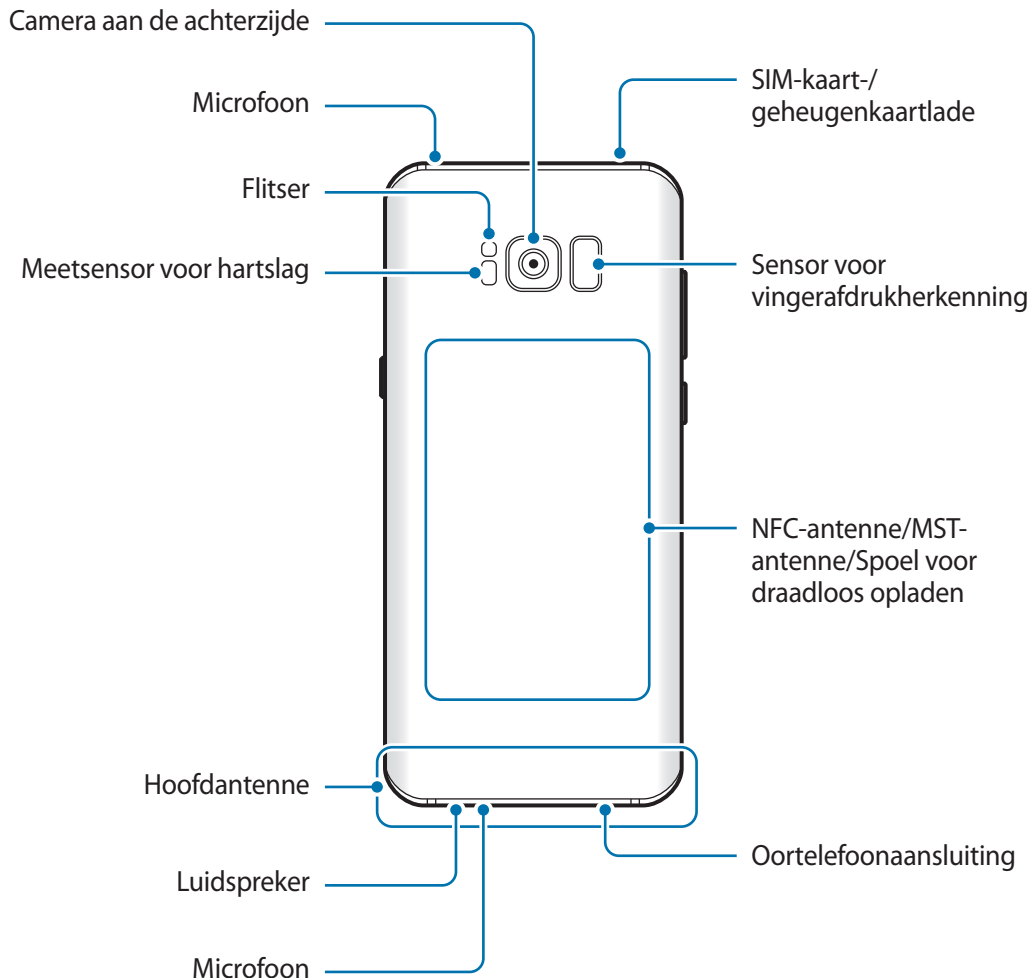 Camera aan de achterzijde
Microfoon
Flitser
Meetsensor voor hartslag
SIM-kaart-/
geheugenkaartlade
Sensor voor
vingerafdrukherkenning
NFC-antenne/MST-
antenne/Spoel voor
draadloos opladen
Hoofdantenne
Luidspreker
Microfoon
Oortelefoonaansluiting